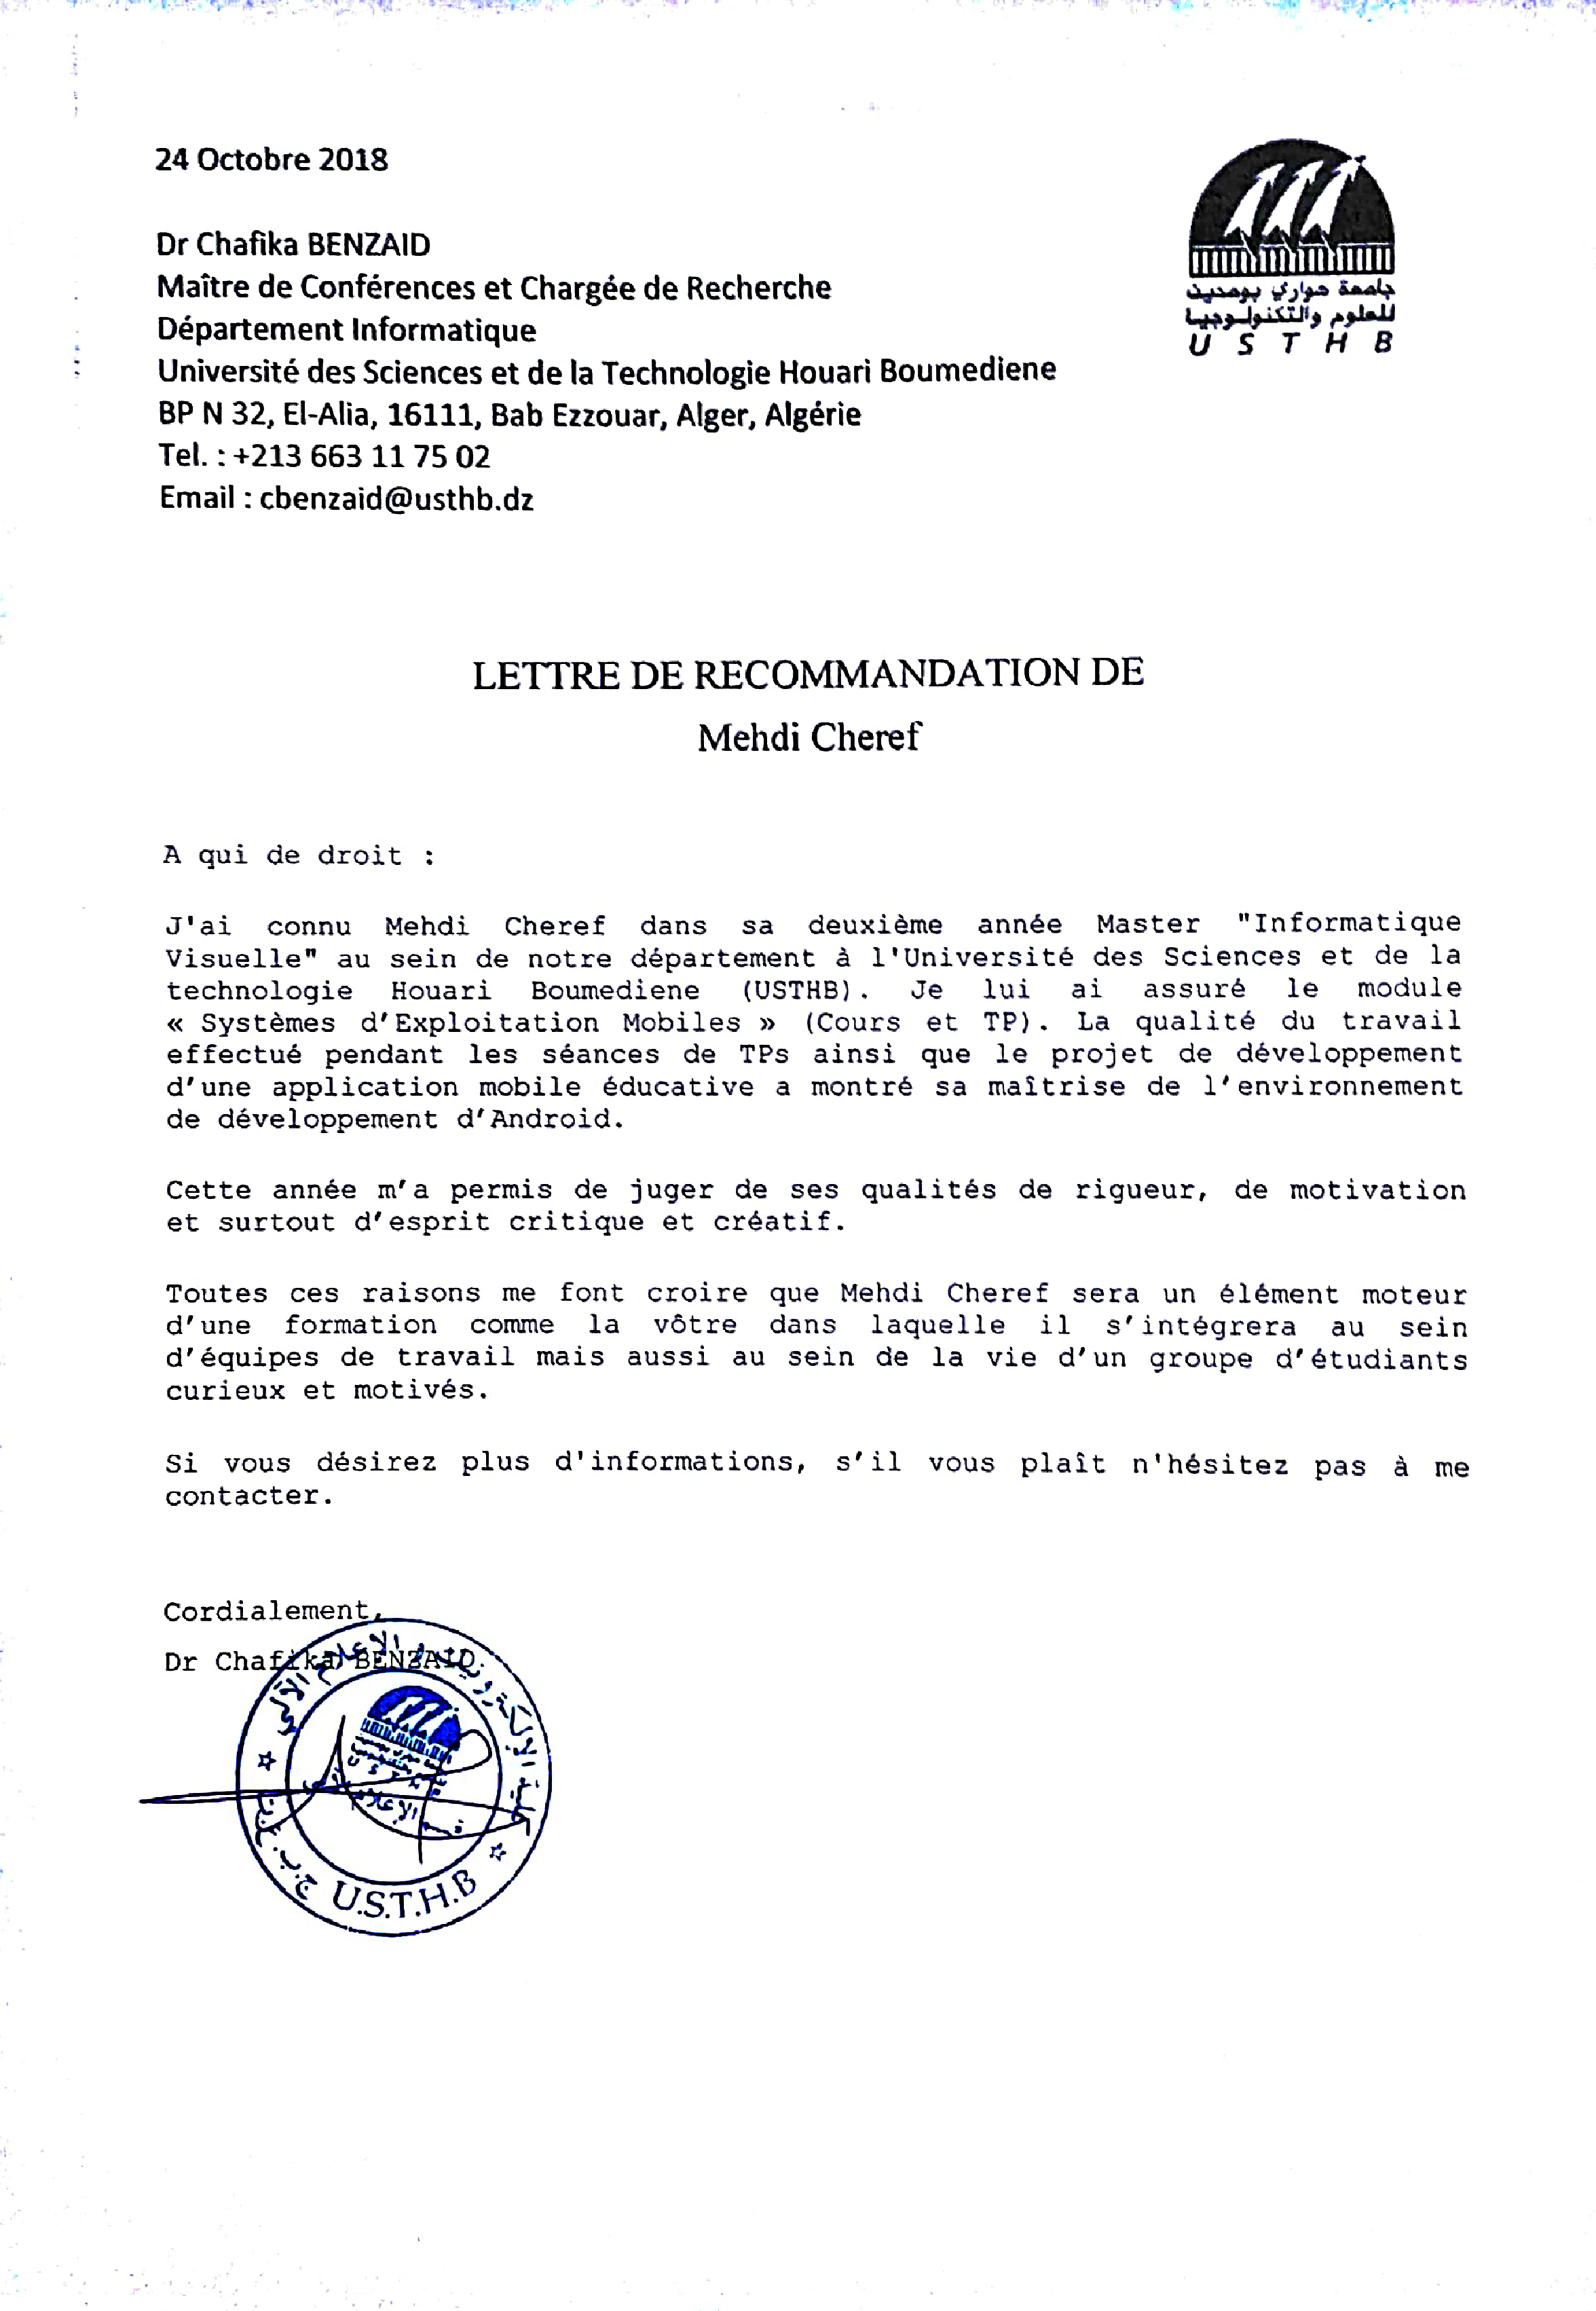 24 Octobre 2018
جامعة هواري بومدين
للعلوم والتكنولوجيا
U S T H B
Dr Chafika BENZAID
Maître de Conférences et Chargée de Recherche
Département Informatique
Université des Sciences et de la Technologie Houari Boumediene
BP N 32, El-Alia, 16111, Bab Ezzouar, Alger, Algérie
Tel. : +213 663 11 75 02
Email : cbenzaid@usthb.dz
LETTRE DE RECOMMANDATION DE
Mehdi Cheref
A qui de droit :
J'ai connu Mehdi Cheref dans sa deuxième année Master "Informatique
Visuelle" au sein de notre département à l'Université des Sciences et de la
technologie Houari Boumediene (USTHB). Je lui ai assuré le module
« Systèmes d’Exploitation Mobiles » (Cours et TP). La qualité du travail
effectué pendant les séances de TPs ainsi que le projet de développement
d’une application mobile éducative a montré sa maîtrise de l’environnement
de développement d’Android.
Cette année m’a permis de juger de ses qualités de rigueur, de motivation
et surtout d’esprit critique et créatif.
Toutes ces raisons me font croire que Mehdi Cheref sera un élément moteur
d’une formation comme la vôtre dans laquelle il s’intégrera au sein
d’équipes de travail mais aussi au sein de la vie d’un groupe d’étudiants
curieux et motivés.
Si vous désirez plus d'informations, s’il vous plaît n'hésitez pas à me
contacter.
Cordialement,
Dr Chafika BENZAID
U.S.T.H.B